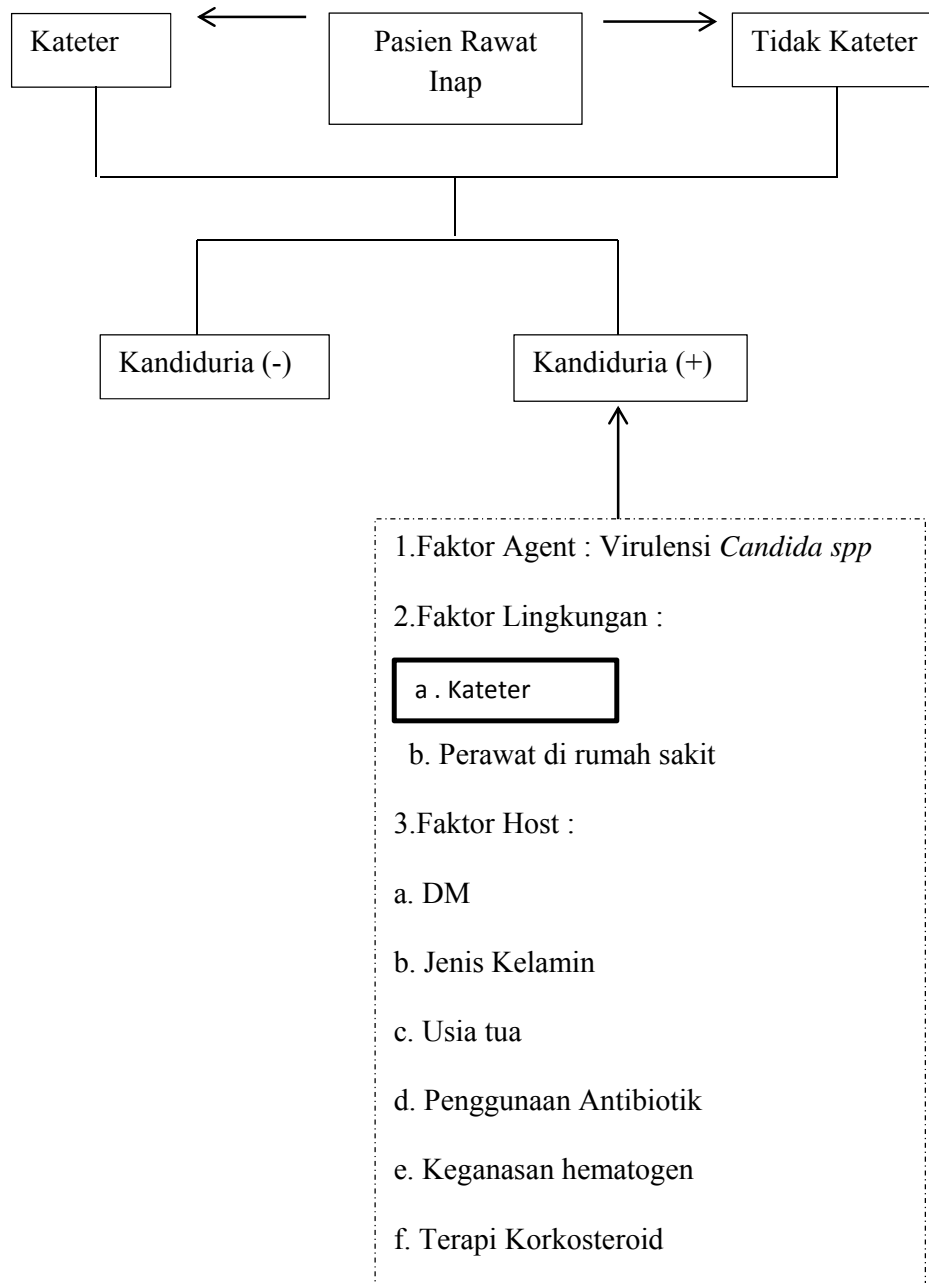 Kateter
Pasien Rawat
Inap
Tidak Kateter
Kandiduria (-)
Kandiduria (+)
1.Faktor Agent : Virulensi Candida spp
2.Faktor Lingkungan :
a . Kateter
b. Perawat di rumah sakit
3.Faktor Host :
a. DM
b. Jenis Kelamin
c. Usia tua
d. Penggunaan Antibiotik
e. Keganasan hematogen
f. Terapi Korkosteroid